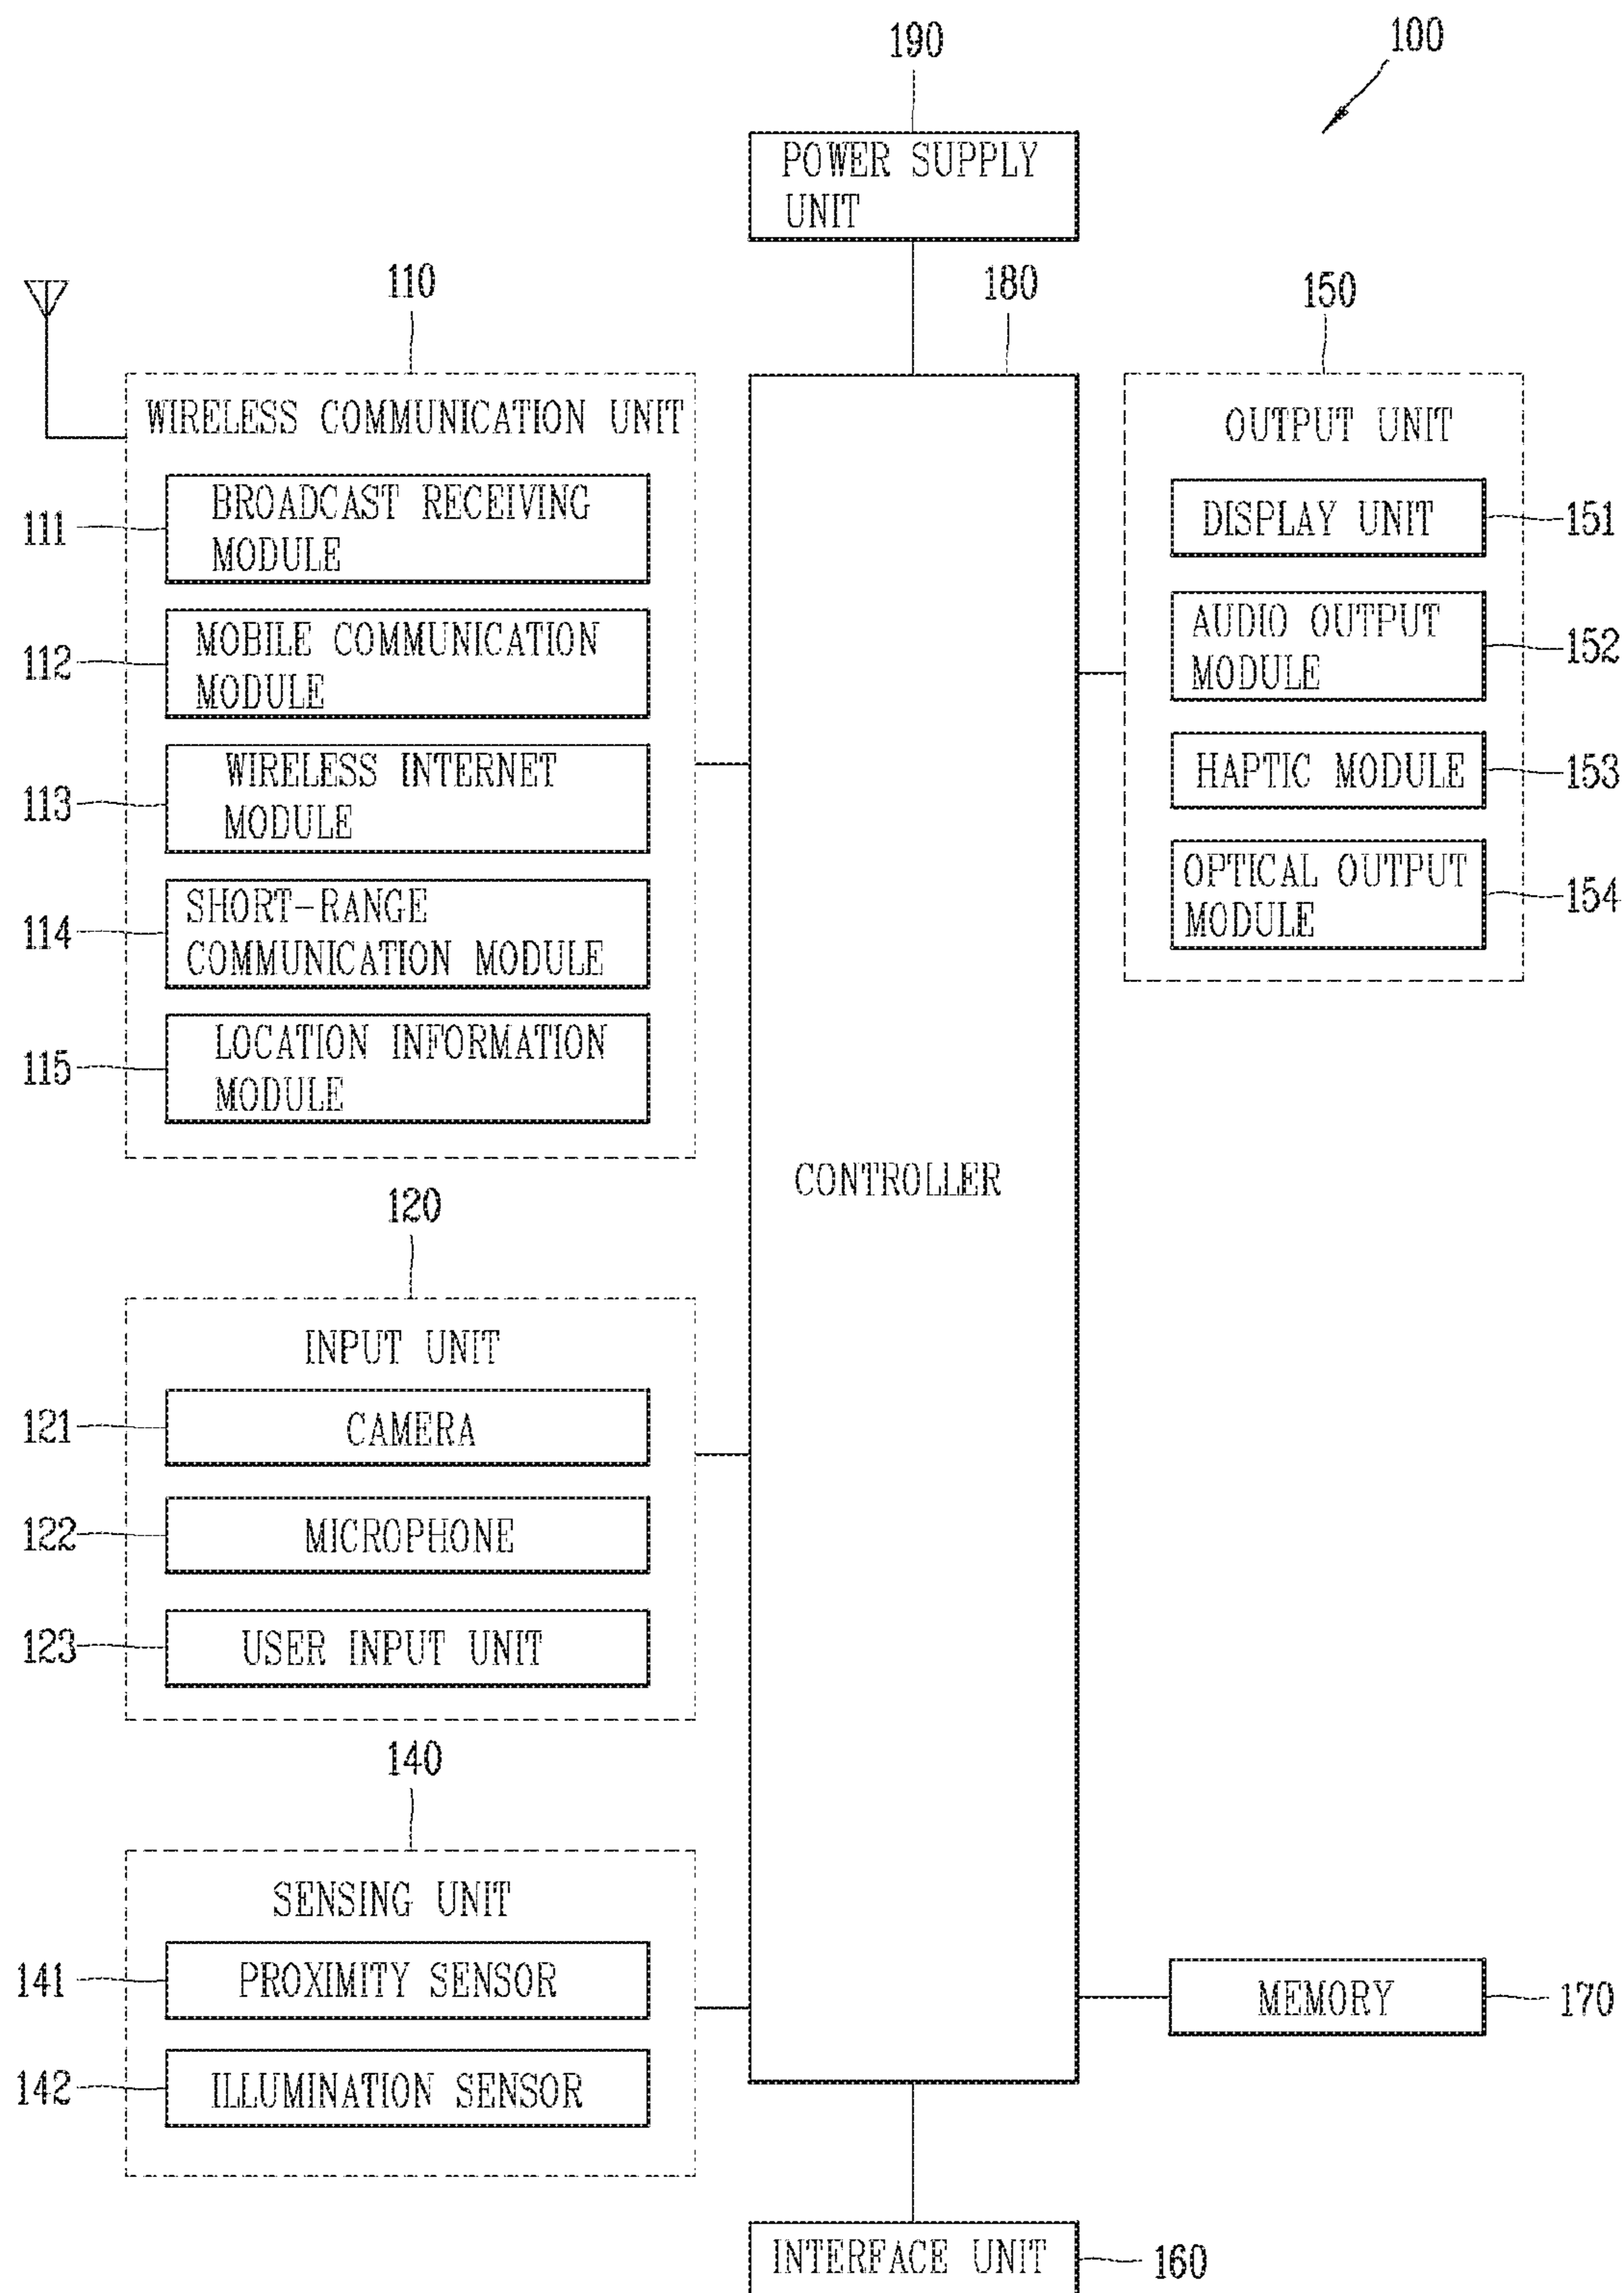 190
100
POWER SUPPLY
UNIT
110
180
150
WIRELESS COMMUNICATION UNIT
111
BROADCAST RECEIVING
MODULE
112
MOBILE COMMUNICATION
MODULE
113
WIRELESS INTERNET
MODULE
114
SHORT-RANGE
COMMUNICATION MODULE
115
LOCATION INFORMATION
MODULE
120
INPUT UNIT
121
CAMERA
122
MICROPHONE
123
USER INPUT UNIT
140
SENSING UNIT
141
PROXIMITY SENSOR
142
ILLUMINATION SENSOR
CONTROLLER
OUTPUT UNIT
DISPLAY UNIT
151
AUDIO OUTPUT
MODULE
152
HAPTIC MODULE
153
OPTICAL OUTPUT
MODULE
154
MEMORY
170
INTERFACE UNIT
160